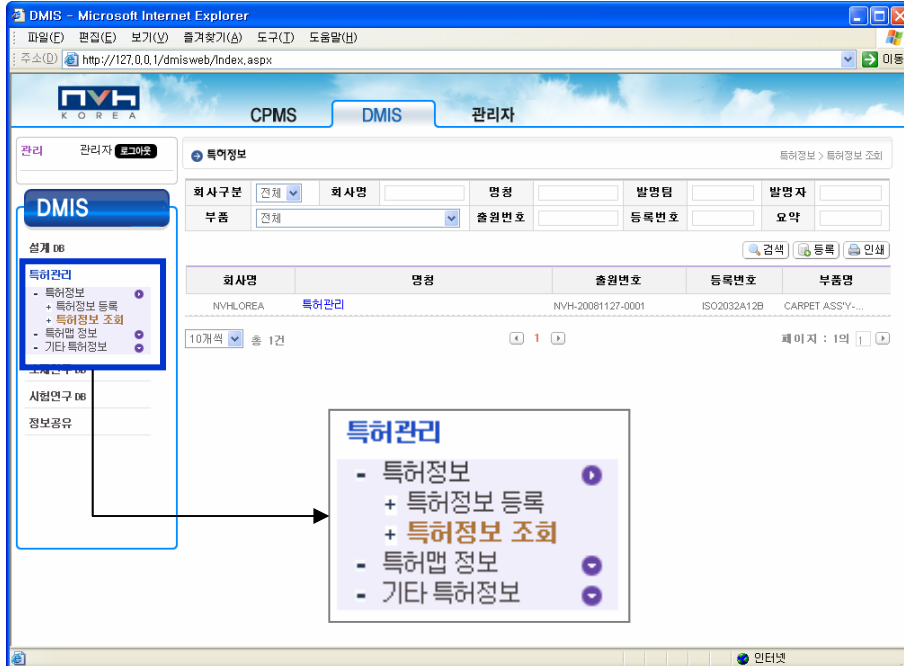 DMIS - Microsoft Internet Explorer
파일(F) 편집(E) 보기(V) 즐겨찾기(A) 도구(T) 도움말(H)
주소(D) http://127.0.0.1/dmisweb/Index.aspx 이동
nvh KOREA
CPMS DMIS 관리자
관리 관리자 로그아웃
특허정보 특허정보 > 특허정보 조회
회사구분 전체 회사명 명칭 발명팀 발명자
부품 전체 출원번호 등록번호 요약
검색 등록 인쇄
회사명 명칭 출원번호 등록번호 부품명
NVHLOREA 특허관리 NVH-20081127-0001 ISO2032A12B CARPET ASS'Y-...
10개씩 총 1건 1 페이지 : 1의 1
DMIS
설계 DB
특허관리
- 특허정보
+ 특허정보 등록
+ 특허정보 조회
- 특허맵 정보
- 기타 특허정보
시험연구 DB
정보공유
특허관리
- 특허정보
+ 특허정보 등록
+ 특허정보 조회
- 특허맵 정보
- 기타 특허정보
인터넷